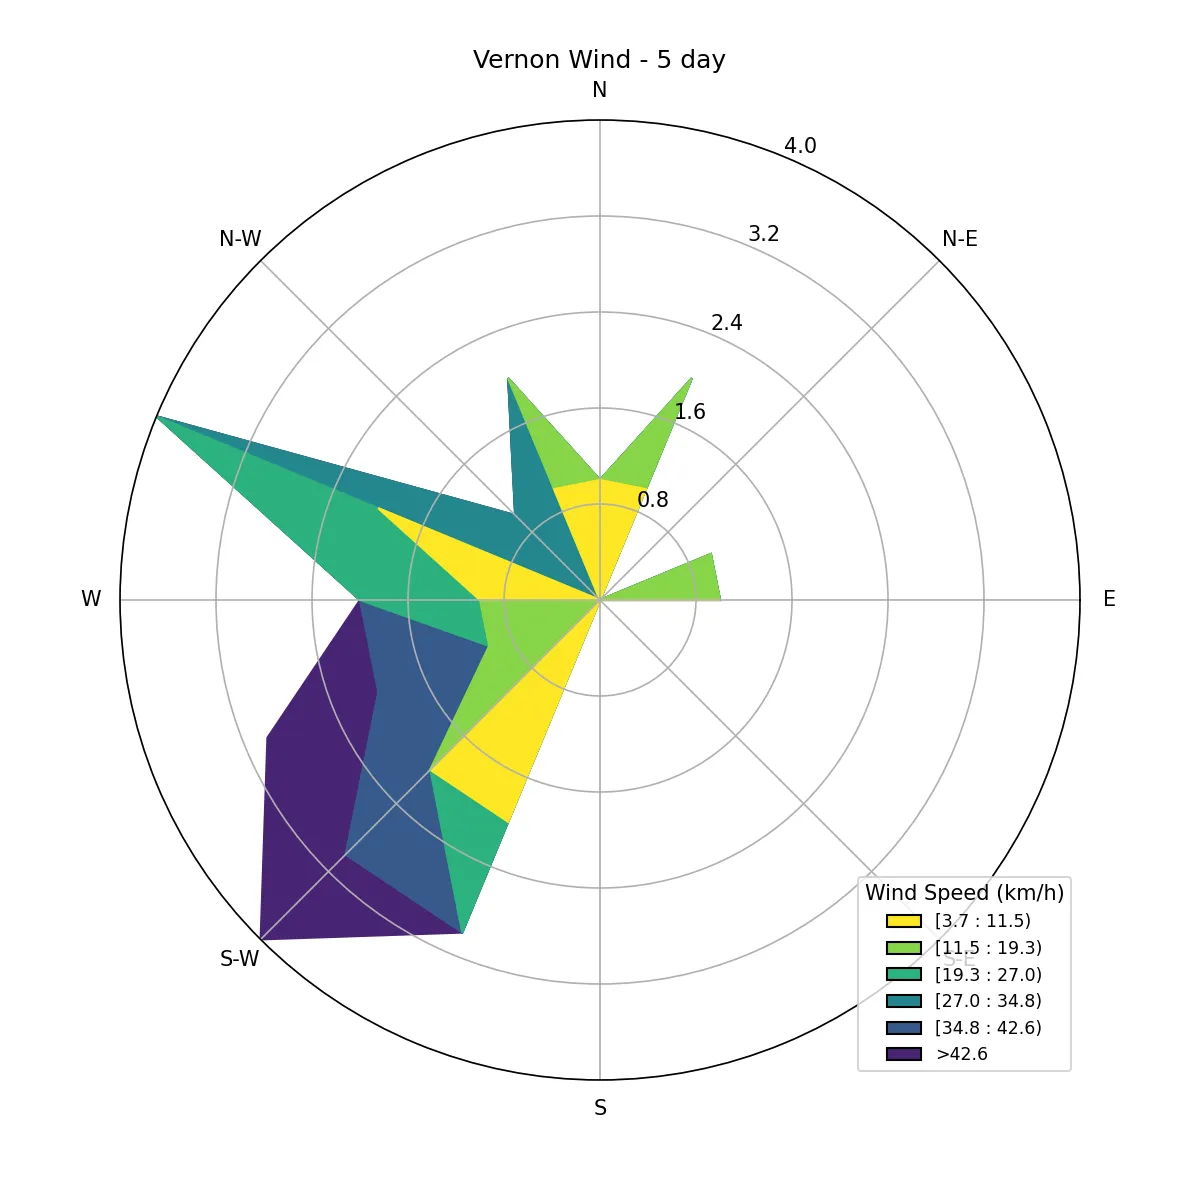 Vernon Wind - 5 day
N
4.0
N-W
3.2
N-E
2.4
1.6
0.8
W
E
S-W
S-E
S
Wind Speed (km/h)
[3.7 : 11.5)
[11.5 : 19.3)
[19.3 : 27.0)
[27.0 : 34.8)
[34.8 : 42.6)
>42.6